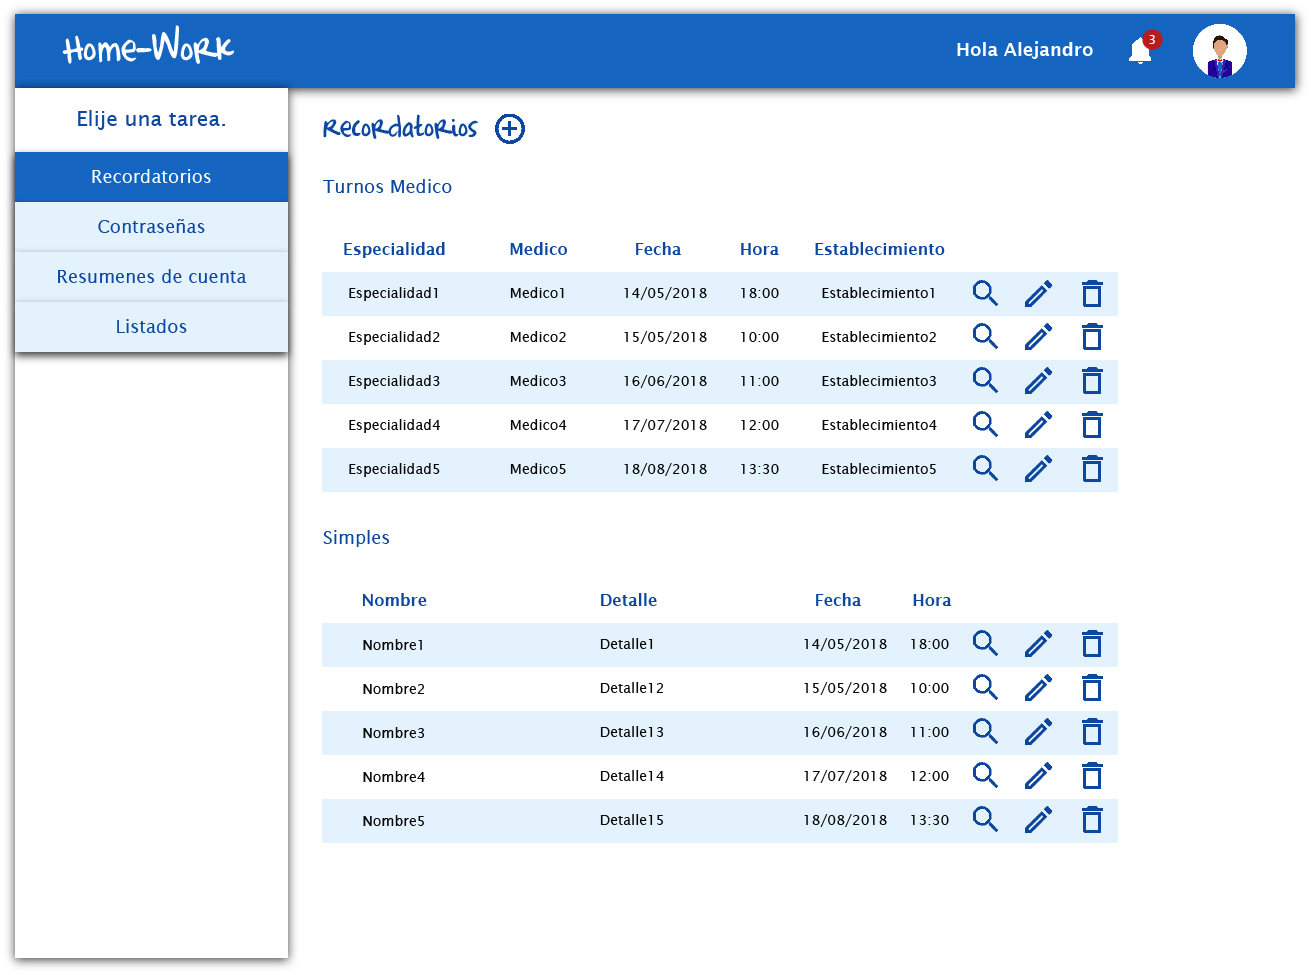 Home-Work
Hola Alejandro
3
Elije una tarea.
Recordatorios
Contraseñas
Resumenes de cuenta
Listados
Recordatorios
Turnos Medico
Especialidad Medico Fecha Hora Establecimiento
Especialidad1 Medico1 14/05/2018 18:00 Establecimiento1
Especialidad2 Medico2 15/05/2018 10:00 Establecimiento2
Especialidad3 Medico3 16/06/2018 11:00 Establecimiento3
Especialidad4 Medico4 17/07/2018 12:00 Establecimiento4
Especialidad5 Medico5 18/08/2018 13:30 Establecimiento5
Simples
Nombre Detalle Fecha Hora
Nombre1 Detalle1 14/05/2018 18:00
Nombre2 Detalle12 15/05/2018 10:00
Nombre3 Detalle13 16/06/2018 11:00
Nombre4 Detalle14 17/07/2018 12:00
Nombre5 Detalle15 18/08/2018 13:30